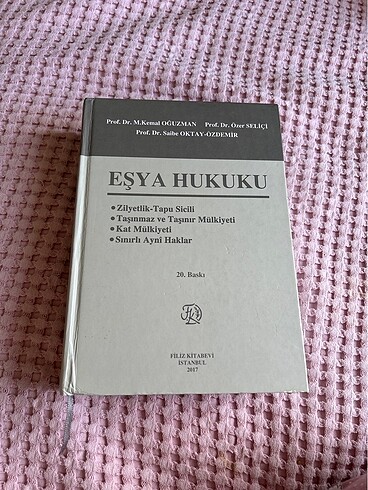 Prof. Dr. M.Kemal OĞUZMAN Prof. Dr. Özer SELİÇİ
Prof. Dr. Saibe OKTAY-ÖZDEMİR
EŞYA HUKUKU
• Zilyetlik-Tapu Sicili
• Taşınmaz ve Taşınır Mülkiyeti
• Kat Mülkiyeti
• Sınırlı Aynî Haklar
20. Baskı
FİLİZ KİTABEVİ
İSTANBUL
2017